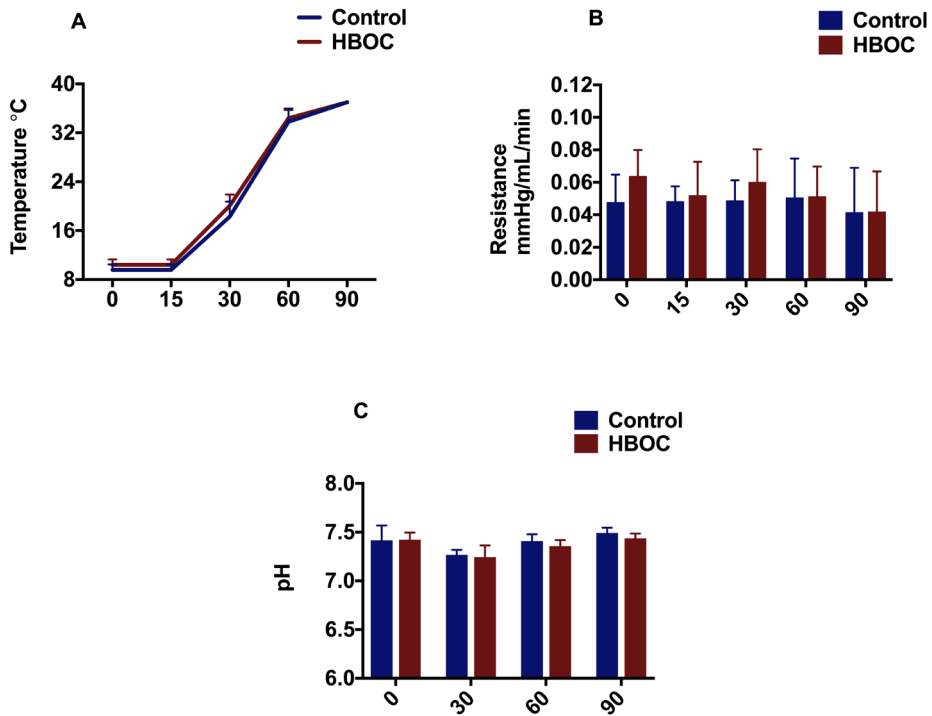 A
Control
HBOC
Temperature °C
40
32
24
16
8
0 15 30 60 90
B
Control
HBOC
Resistance
mmHg/mL/min
0.12
0.10
0.08
0.06
0.04
0.02
0.00
0 15 30 60 90
C
Control
HBOC
pH
8.0
7.5
7.0
6.5
6.0
0 30 60 90